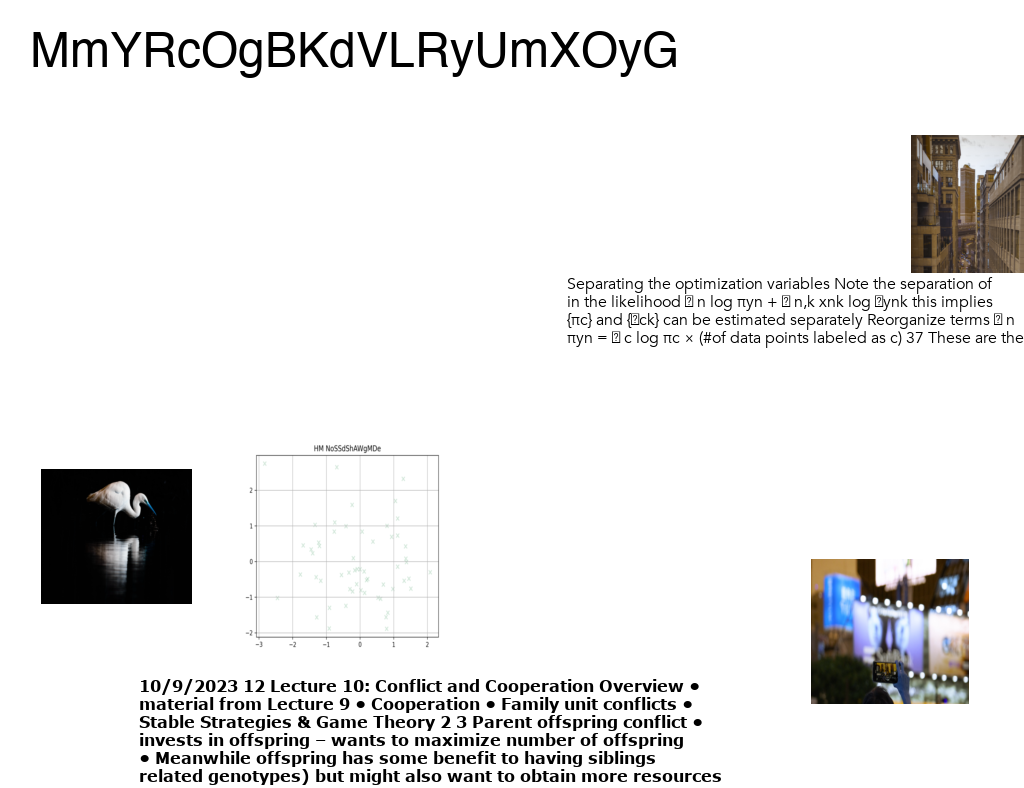 MmYRcOgBKdVLRyUmXOyG
Separating the optimization variables Note the separation of
in the likelihood n log πyn + n,k xnk log ynk this implies
{πc} and {ck} can be estimated separately Reorganize terms n
πyn = c log πc × (#of data points labeled as c) 37 These are the
HM NoSSdShAWgMDe
2
1
0
−1
−2
−3 −2 −1 0 1 2
10/9/2023 12 Lecture 10: Conflict and Cooperation Overview •
material from Lecture 9 • Cooperation • Family unit conflicts •
Stable Strategies & Game Theory 2 3 Parent offspring conflict •
invests in offspring – wants to maximize number of offspring
• Meanwhile offspring has some benefit to having siblings
related genotypes) but might also want to obtain more resources